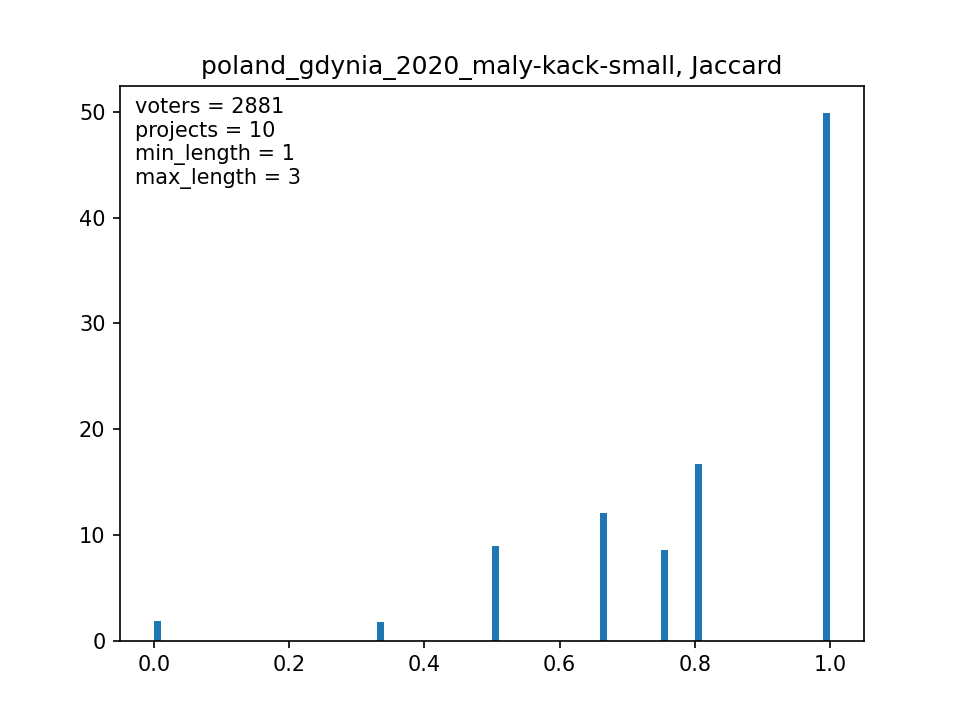 poland_gdynia_2020_maly-kack-small, Jaccard
voters = 2881
projects = 10
min_length = 1
max_length = 3
50
40
30
20
10
0
0.0 0.2 0.4 0.6 0.8 1.0